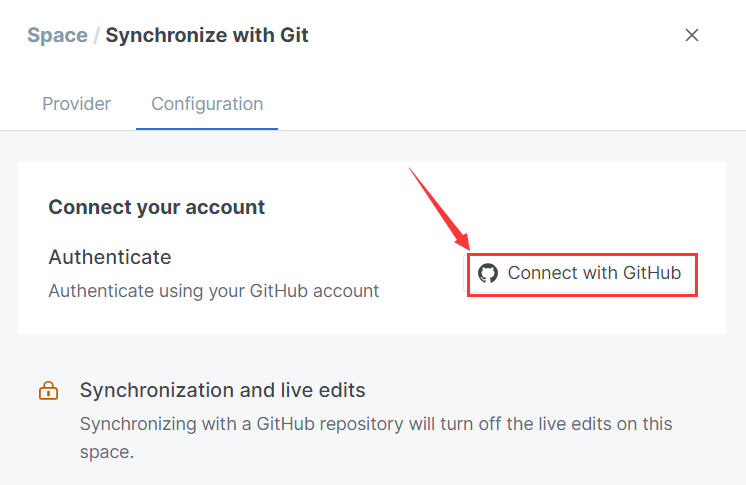 Space / Synchronize with Git
Provider Configuration
Connect your account
Authenticate
Authenticate using your GitHub account
Connect with GitHub
Synchronization and live edits
Synchronizing with a GitHub repository will turn off the live edits on this
space.